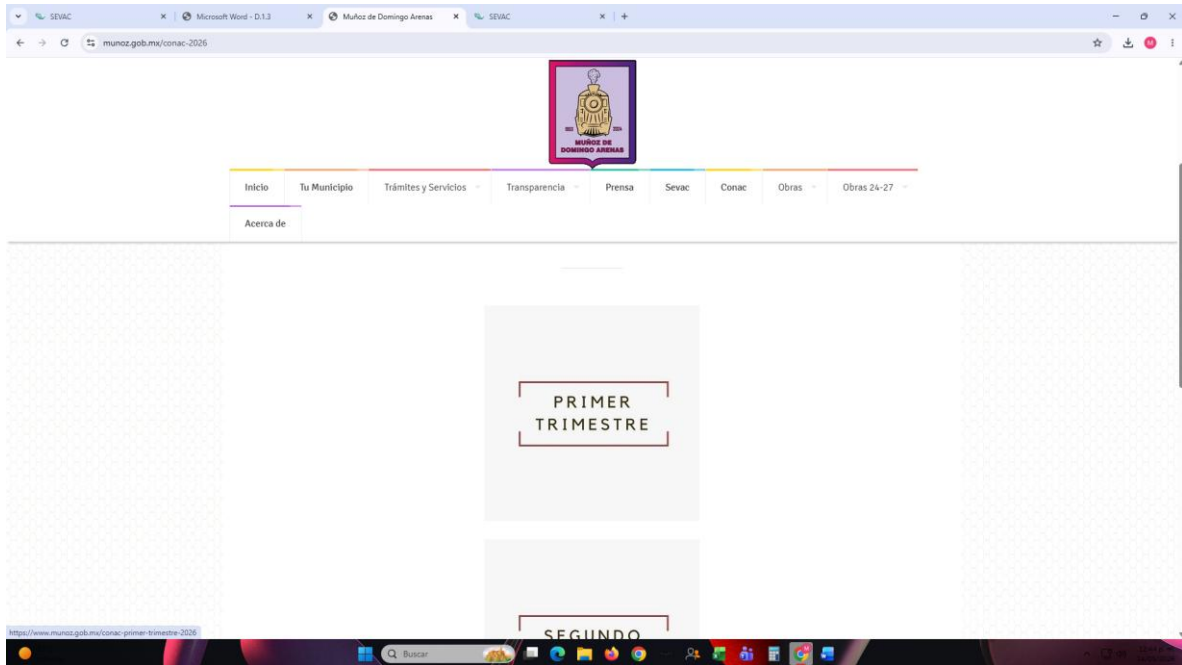 SEVAC
Microsoft Word - D.1.3
Muñoz de Domingo Arenas
SEVAC
munoz.gob.mx/conac-2026
MUÑOZ DE
DOMINGO ARENAS
Inicio Tu Municipio Trámites y Servicios Transparencia Prensa Sevac Conac Obras Obras 24-27
Acerca de
PRIMER
TRIMESTRE
SEGUNDO
https://www.munoz.gob.mx/conac-primer-trimestre-2026
Buscar